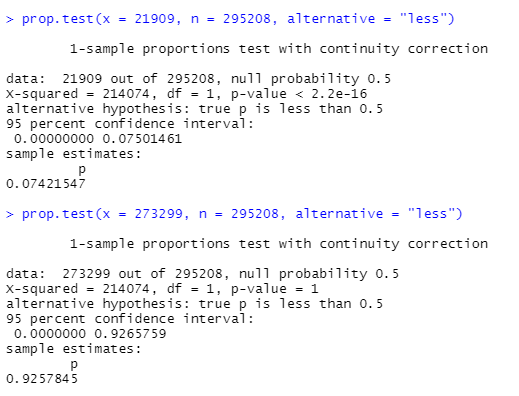 > prop.test(x = 21909, n = 295208, alternative = "less")
1-sample proportions test with continuity correction
data:  21909 out of 295208, null probability 0.5
X-squared = 214074, df = 1, p-value < 2.2e-16
alternative hypothesis: true p is less than 0.5
95 percent confidence interval:
0.00000000 0.07501461
sample estimates:
p
0.07421547
> prop.test(x = 273299, n = 295208, alternative = "less")
1-sample proportions test with continuity correction
data:  273299 out of 295208, null probability 0.5
X-squared = 214074, df = 1, p-value = 1
alternative hypothesis: true p is less than 0.5
95 percent confidence interval:
0.0000000 0.9265759
sample estimates:
p
0.9257845